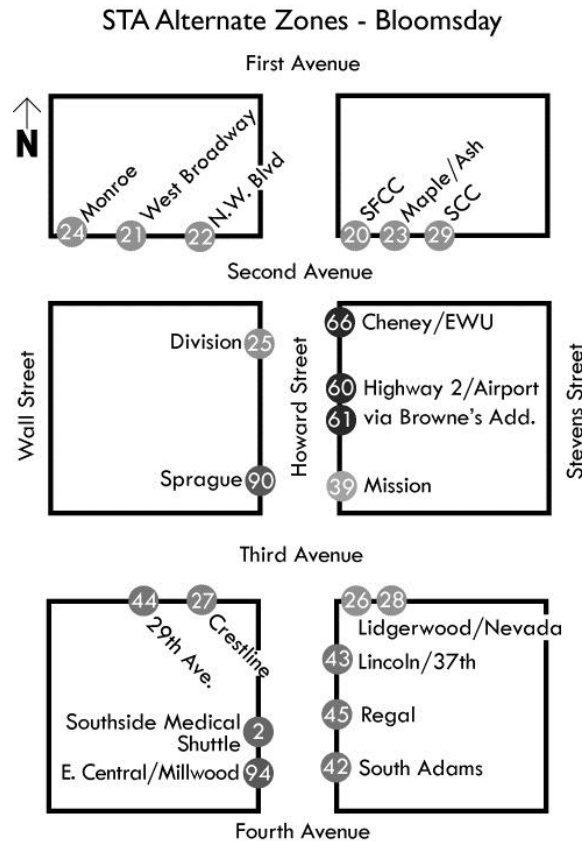 STA Alternate Zones - Bloomsday
First Avenue
N
24 Monroe
21 West Broadway
22 N.W. Blvd
20 SFCC
23 Maple/Ash
29 SCC
Second Avenue
Wall Street
Division 25
Sprague 90
Howard Street
66 Cheney/EWU
60 Highway 2/Airport
61 via Browne's Add.
39 Mission
Stevens Street
Third Avenue
44 29th Ave.
27 Crestline
Southside Medical
Shuttle 2
E. Central/Millwood 94
26 28
Lidgerwood/Nevada
43 Lincoln/37th
45 Regal
42 South Adams
Fourth Avenue